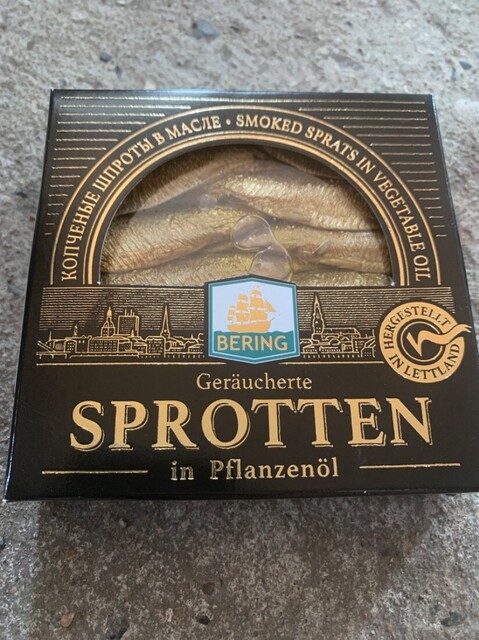 КОПЧЕНЫЕ ШПРОТЫ В МАСЛЕ • SMOKED SPRATS IN VEGETABLE OIL
BERING
HERGESTELLT
IN LETTLAND
Geräucherte
SPROTTEN
in Pflanzenöl